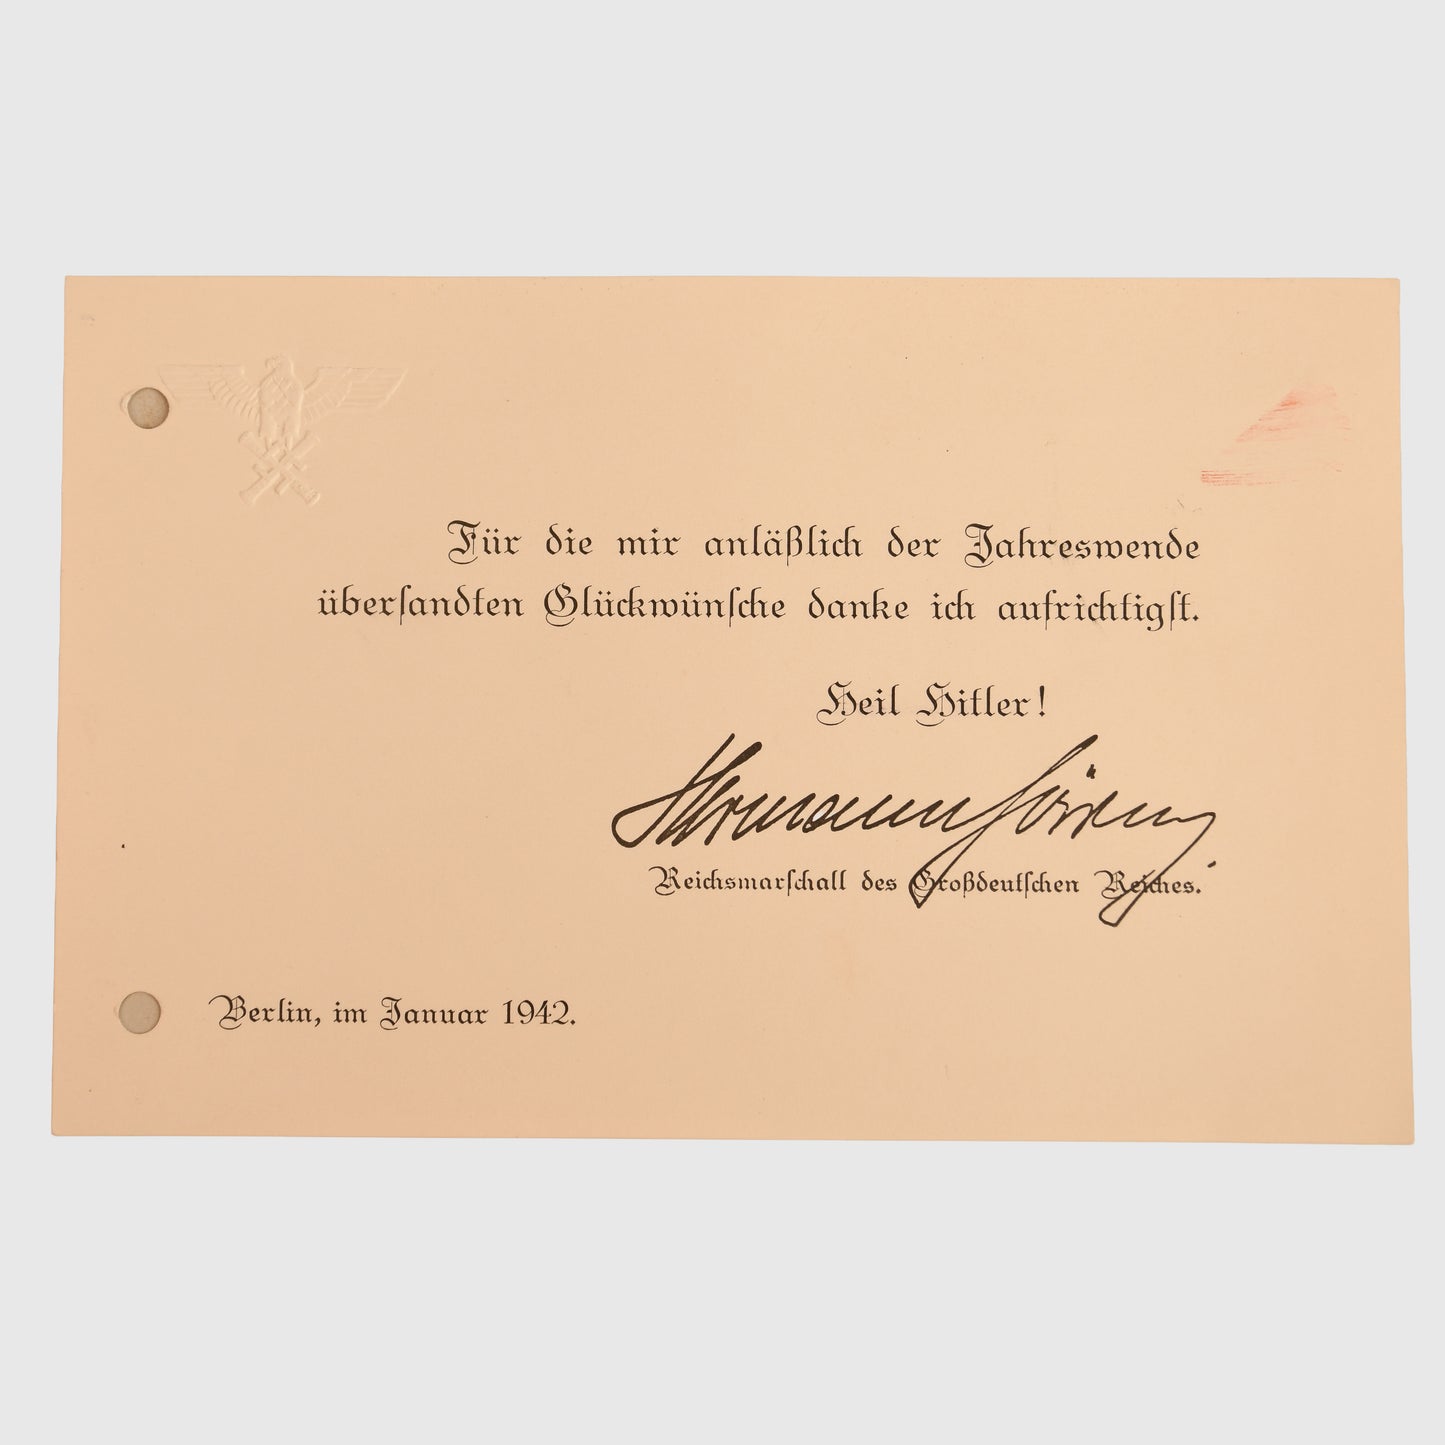 Für die mir anläßlich der Jahreswende
übersandten Glückwünsche danke ich aufrichtigst.
Heil Hitler!
Hermann Göring
Reichsmarschall des Großdeutschen Reiches.
Berlin, im Januar 1942.